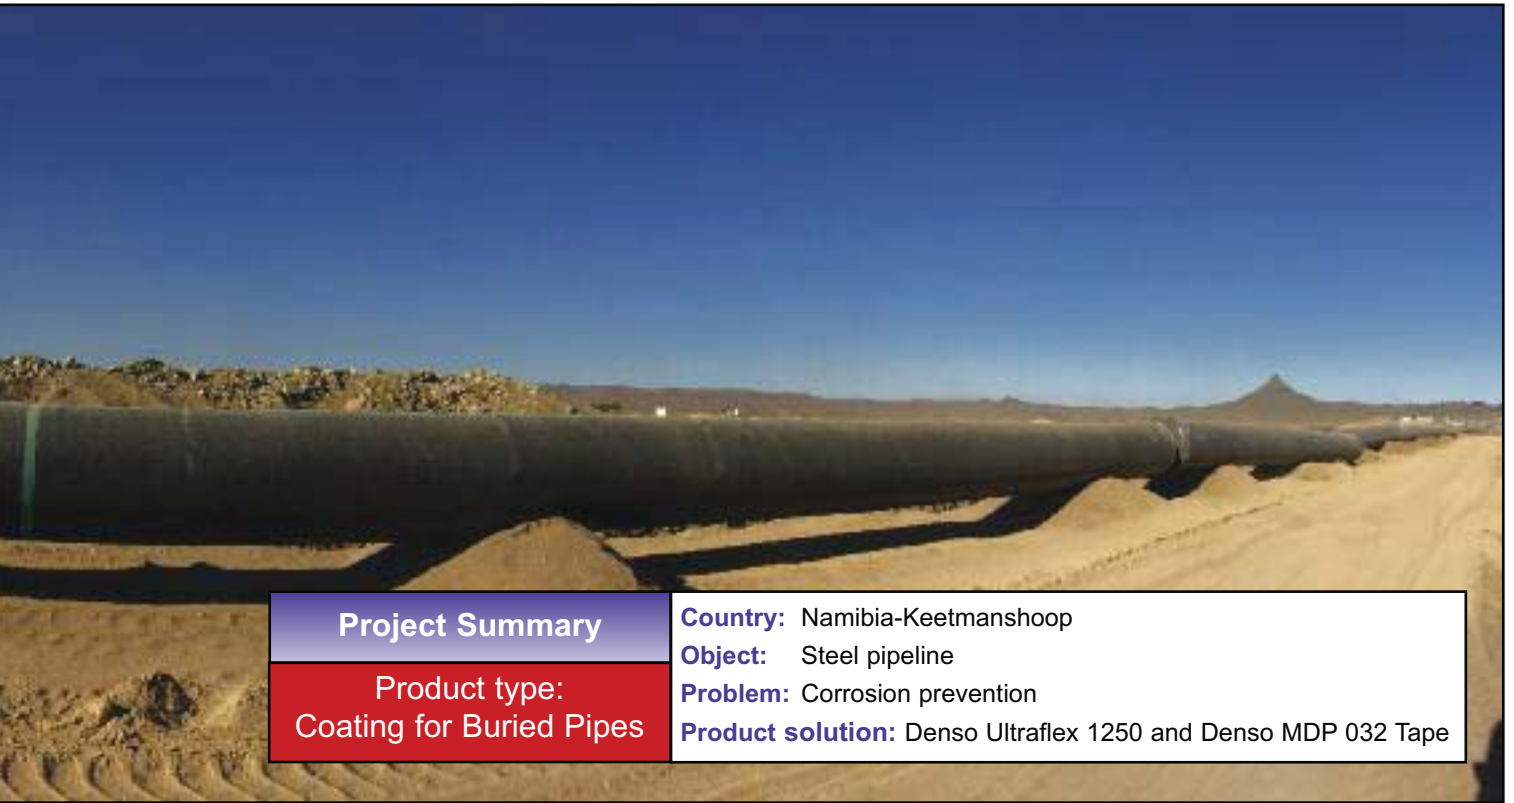 Project Summary
Product type:
Coating for Buried Pipes
Country: Namibia-Keetmanshoop
Object: Steel pipeline
Problem: Corrosion prevention
Product solution: Denso Ultraflex 1250 and Denso MDP 032 Tape